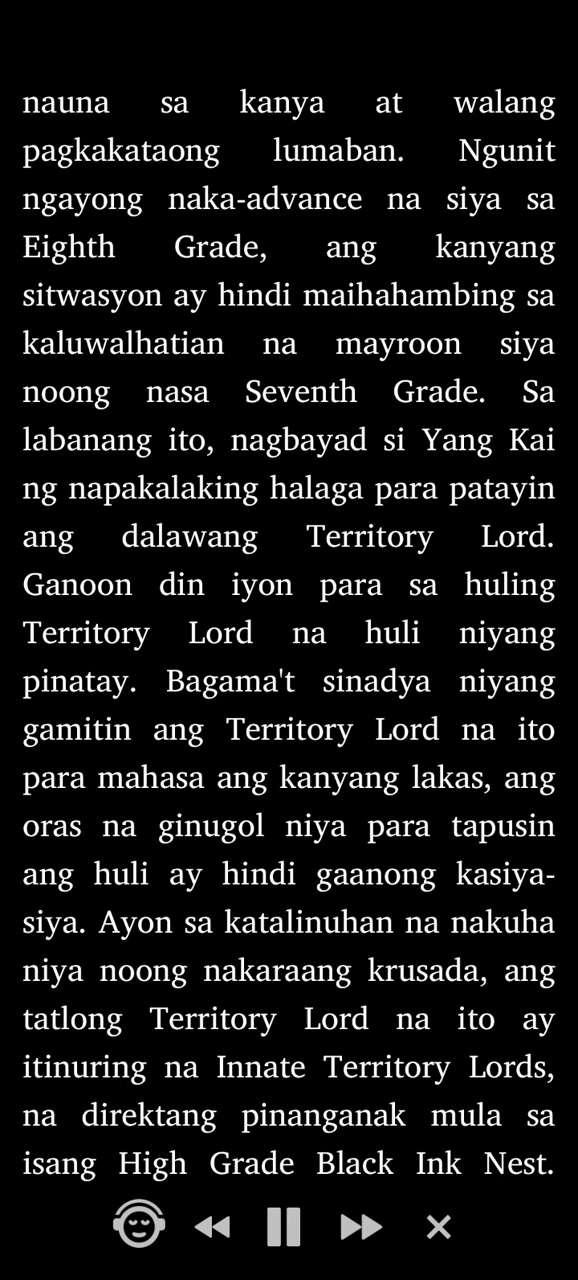 nauna sa kanya at walang
pagkakataong lumaban. Ngunit
ngayong naka-advance na siya sa
Eighth Grade, ang kanyang
sitwasyon ay hindi maihahambing sa
kaluwalhatian na mayroon siya
noong nasa Seventh Grade. Sa
labanang ito, nagbayad si Yang Kai
ng napakalaking halaga para patayin
ang dalawang Territory Lord.
Ganoon din iyon para sa huling
Territory Lord na huli niyang
pinatay. Bagama't sinadya niyang
gamitin ang Territory Lord na ito
para mahasa ang kanyang lakas, ang
oras na ginugol niya para tapusin
ang huli ay hindi gaanong kasiya-
siya. Ayon sa katalinuhan na nakuha
niya noong nakaraang krusada, ang
tatlong Territory Lord na ito ay
itinuring na Innate Territory Lords,
na direktang pinanganak mula sa
isang High Grade Black Ink Nest.